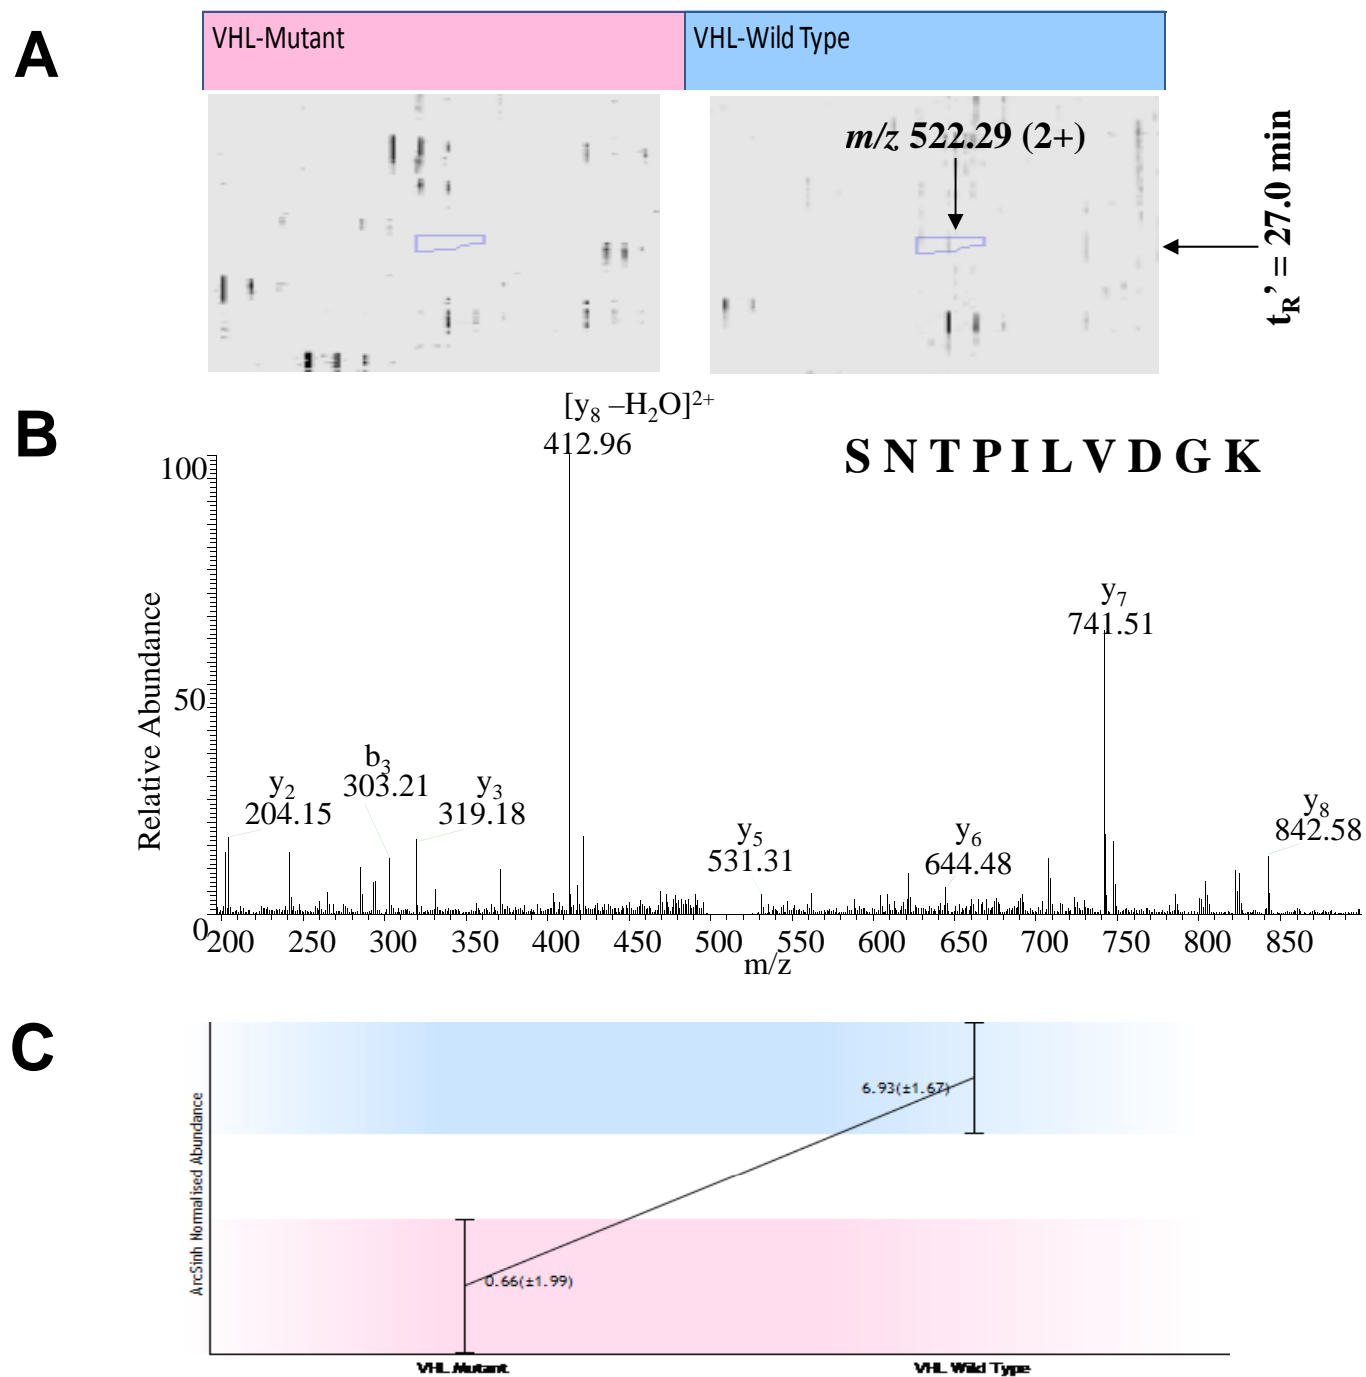 A
VHL-Mutant
VHL-Wild Type
m/z 522.29 (2+)
tR’ = 27.0 min
B
[y8 –H2O]2+
412.96
S N T P I L V D G K
100
50
0
Relative Abundance
y2
204.15
b3
303.21
y3
319.18
y5
531.31
y6
644.48
y7
741.51
y8
842.58
200 250 300 350 400 450 500 550 600 650 700 750 800 850
m/z
C
ArcSinh Normalised Abundance
6.93(±1.67)
0.66(±1.99)
VHL Mutant
VHL Wild Type